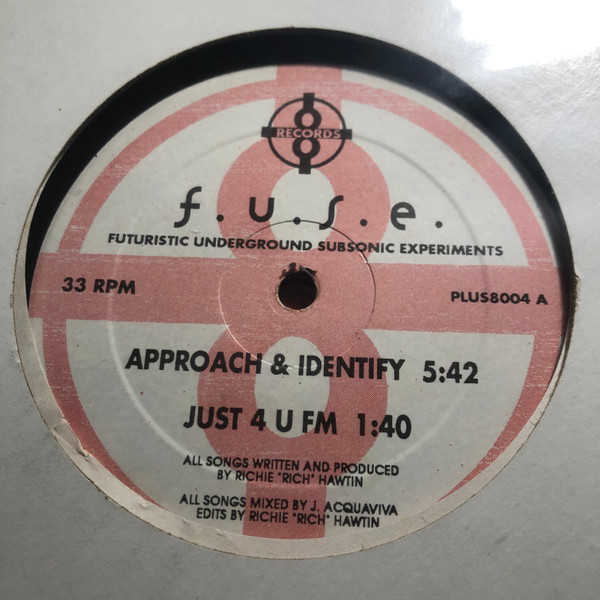 8
RECORDS
f.u.s.e.
FUTURISTIC UNDERGROUND SUBSONIC EXPERIMENTS
33 RPM
PLUS8004 A
APPROACH & IDENTIFY 5:42
JUST 4 U FM 1:40
ALL SONGS WRITTEN AND PRODUCED
BY RICHIE "RICH" HAWTIN
ALL SONGS MIXED BY J. ACQUAVIVA
EDITS BY RICHIE "RICH" HAWTIN